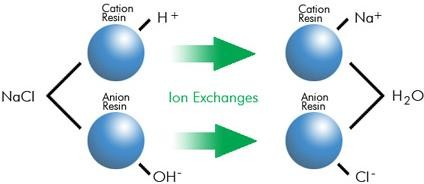 Cation
Resin
H+
Cation
Resin
Na+
NaCl
Anion
Resin
Ion Exchanges
Anion
Resin
H2O
OH-
Cl-